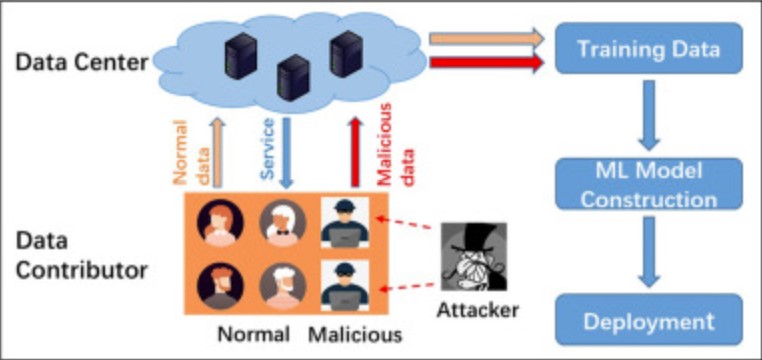 Data Center
Training Data
Normal
data
Service
Malicious
data
ML Model
Construction
Data
Contributor
Attacker
Normal
Malicious
Deployment